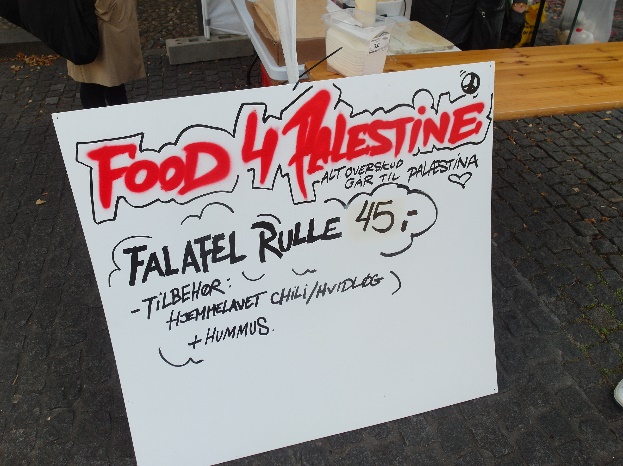 FOOD 4 PALESTINE.
ALT OVERSKUD
GÅR TIL PALÆSTINA
FALAFEL RULLE 45,-
-TILBEHØR:
HJEMMELAVET CHILI/HVIDLØG
+ HUMMUS.